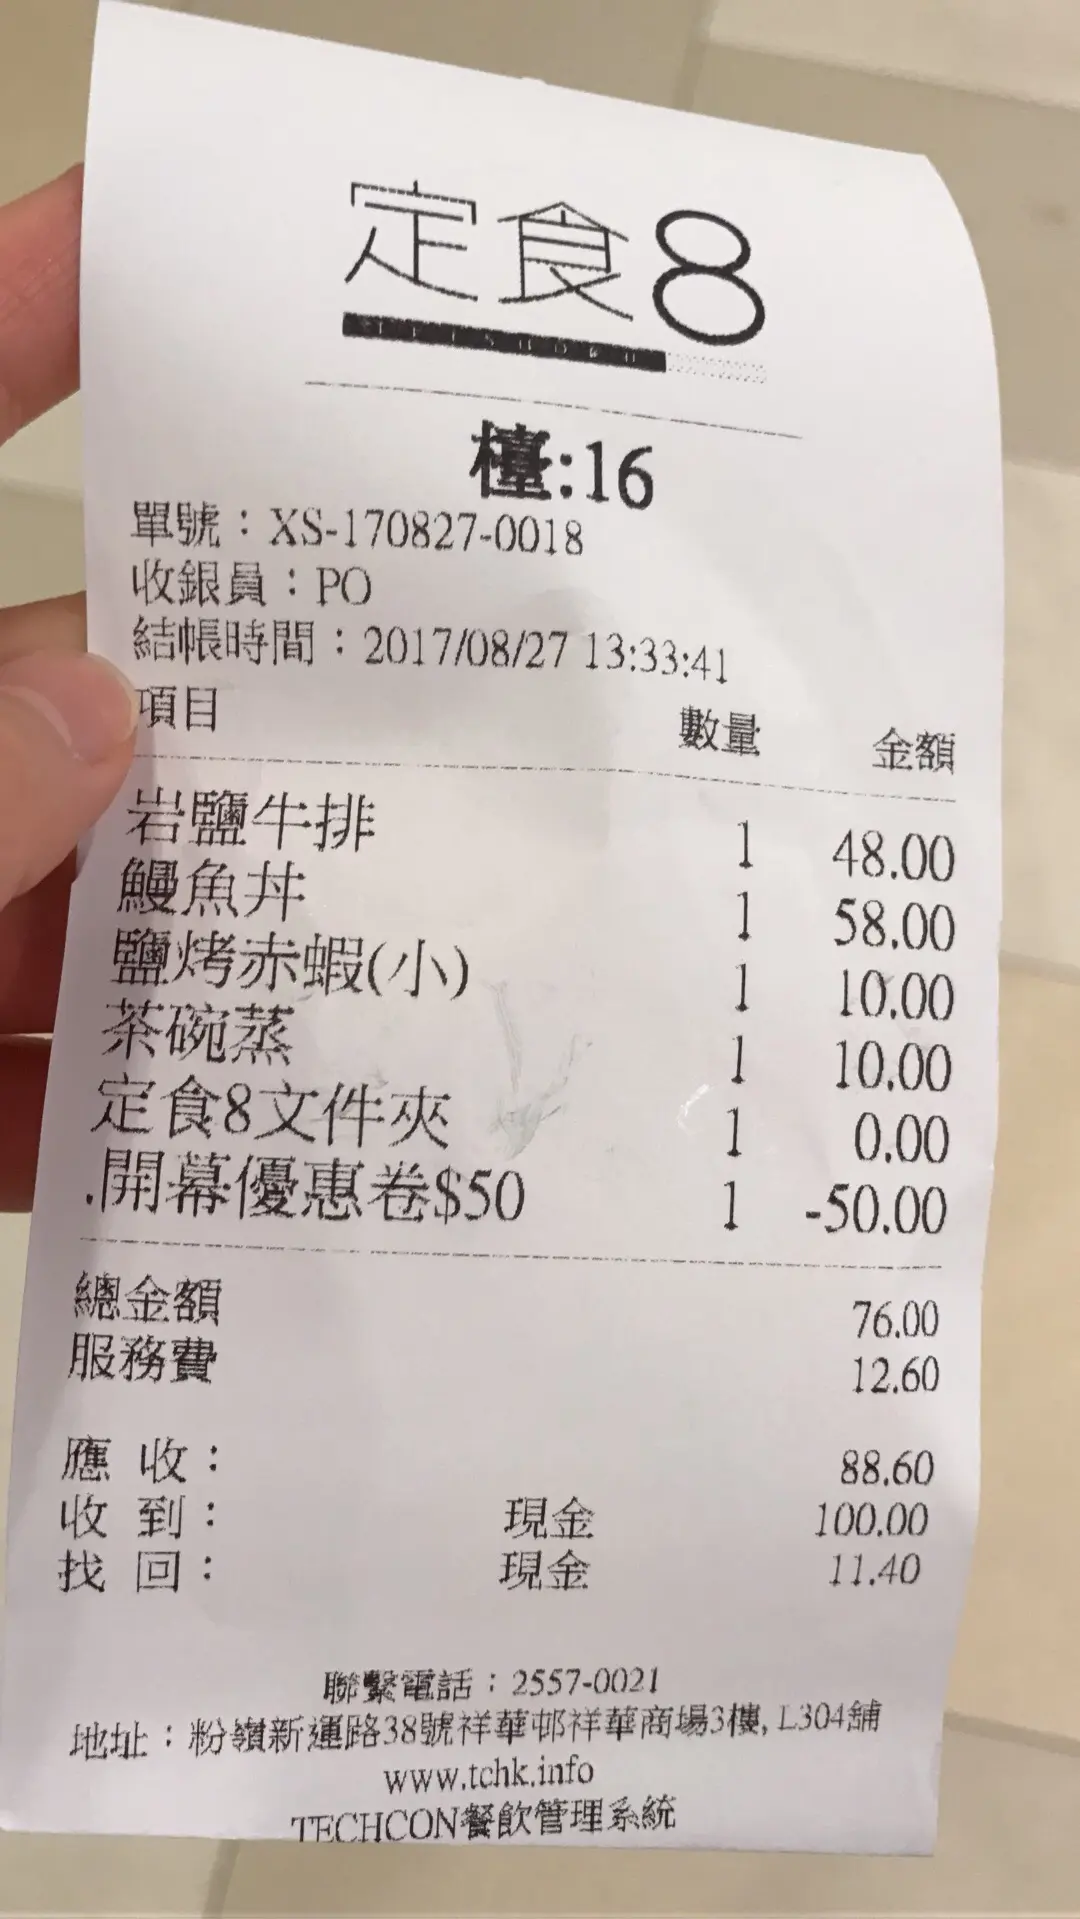 定食8
檯:16
單號：XS-170827-0018
收銀員：PO
結帳時間：2017/08/27 13:33:41
項目 數量 金額
岩鹽牛排 1 48.00
鰻魚丼 1 58.00
鹽烤赤蝦(小) 1 10.00
茶碗蒸 1 10.00
定食8文件夾 1 0.00
.開幕優惠卷$50 1 -50.00
總金額 76.00
服務費 12.60
應 收： 88.60
收 到： 現金 100.00
找 回： 現金 11.40
聯繫電話：2557-0021
地址：粉嶺新運路38號祥華邨祥華商場3樓, L304舖
www.tchk.info
TECHCON餐飲管理系統